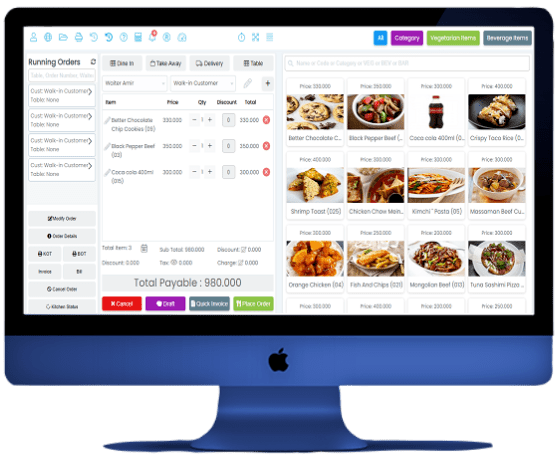 All
Category
Vegetarian Items
Beverage Items
Running Orders
Cust: Walk-in Customer
Table: None
Cust: Walk-in Customer
Table: None
Cust: Walk-in Customer
Table: None
Cust: Walk-in Customer
Table: None
Modify Order
Order Details
KOT
BOT
Invoice
Bill
Cancel Order
Kitchen Status
Dine In
Take Away
Delivery
Table
Waiter Amir
Walk-in Customer
Item Price Qty Discount Total
Better Chocolate 330.000 1 0 330.000
Chip Cookies (09)
Black Pepper Beef 350.000 1 0 350.000
(02)
Coca cola 400ml 300.000 1 0 300.000
(015)
Total Item: 3
Sub Total: 980.000
Discount: 0.000
Discount: 0.000
Tax: 0.000
Charge: 0.000
Total Payable : 980.000
Cancel
Draft
Quick Invoice
Place Order
Name or Code or Category or VEG or BEV or BAR
Price: 330.000
Better Chocolate C...
Price: 350.000
Black Pepper Beef (...
Price: 300.000
Coca cola 400ml (0...
Price: 400.000
Crispy Taco Rice (0...
Price: 400.000
Shrimp Toast (025)
Price: 300.000
Chicken Chow Mein...
Price: 450.000
Kimchi ` Pasta (05)
Price: 300.000
Massaman Beef Cu...
Price: 300.000
Orange Chicken (04)
Price: 200.000
Fish And Chips (021)
Price: 200.000
Mongolian Beef (013)
Price: 300.000
Tuna Sashimi Pizza ...
Price: 300.000
Price: 400.000
Price: 200.000
Price: 250.000